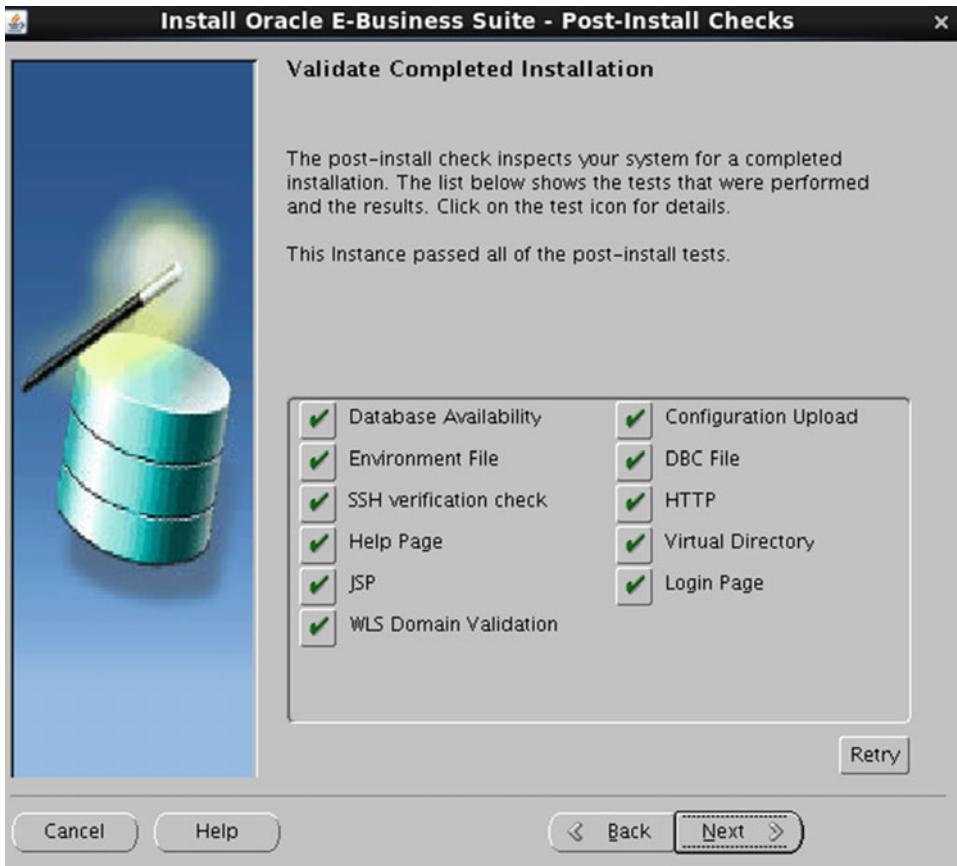 Install Oracle E-Business Suite - Post-Install Checks
Validate Completed Installation
The post-install check inspects your system for a completed
installation. The list below shows the tests that were performed
and the results. Click on the test icon for details.
This Instance passed all of the post-install tests.
Database Availability
Configuration Upload
Environment File
DBC File
SSH verification check
HTTP
Help Page
Virtual Directory
JSP
Login Page
WLS Domain Validation
Retry
Cancel
Help
Back
Next